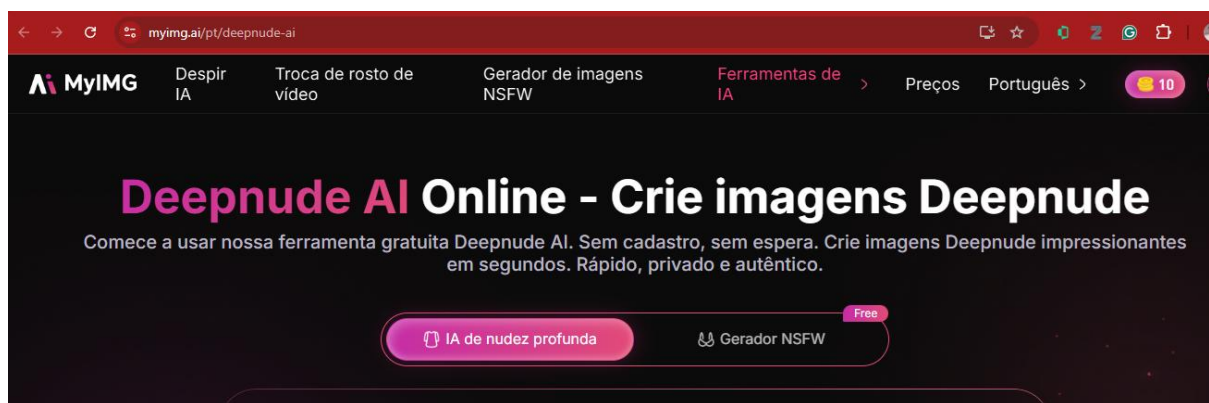 myimg.ai/pt/deepnude-ai
MyIMG
Despir IA
Troca de rosto de vídeo
Gerador de imagens NSFW
Ferramentas de IA
Preços
Português
10
Deepnude AI Online - Crie imagens Deepnude
Comece a usar nossa ferramenta gratuita Deepnude AI. Sem cadastro, sem espera. Crie imagens Deepnude impressionantes
em segundos. Rápido, privado e autêntico.
Free
IA de nudez profunda
Gerador NSFW